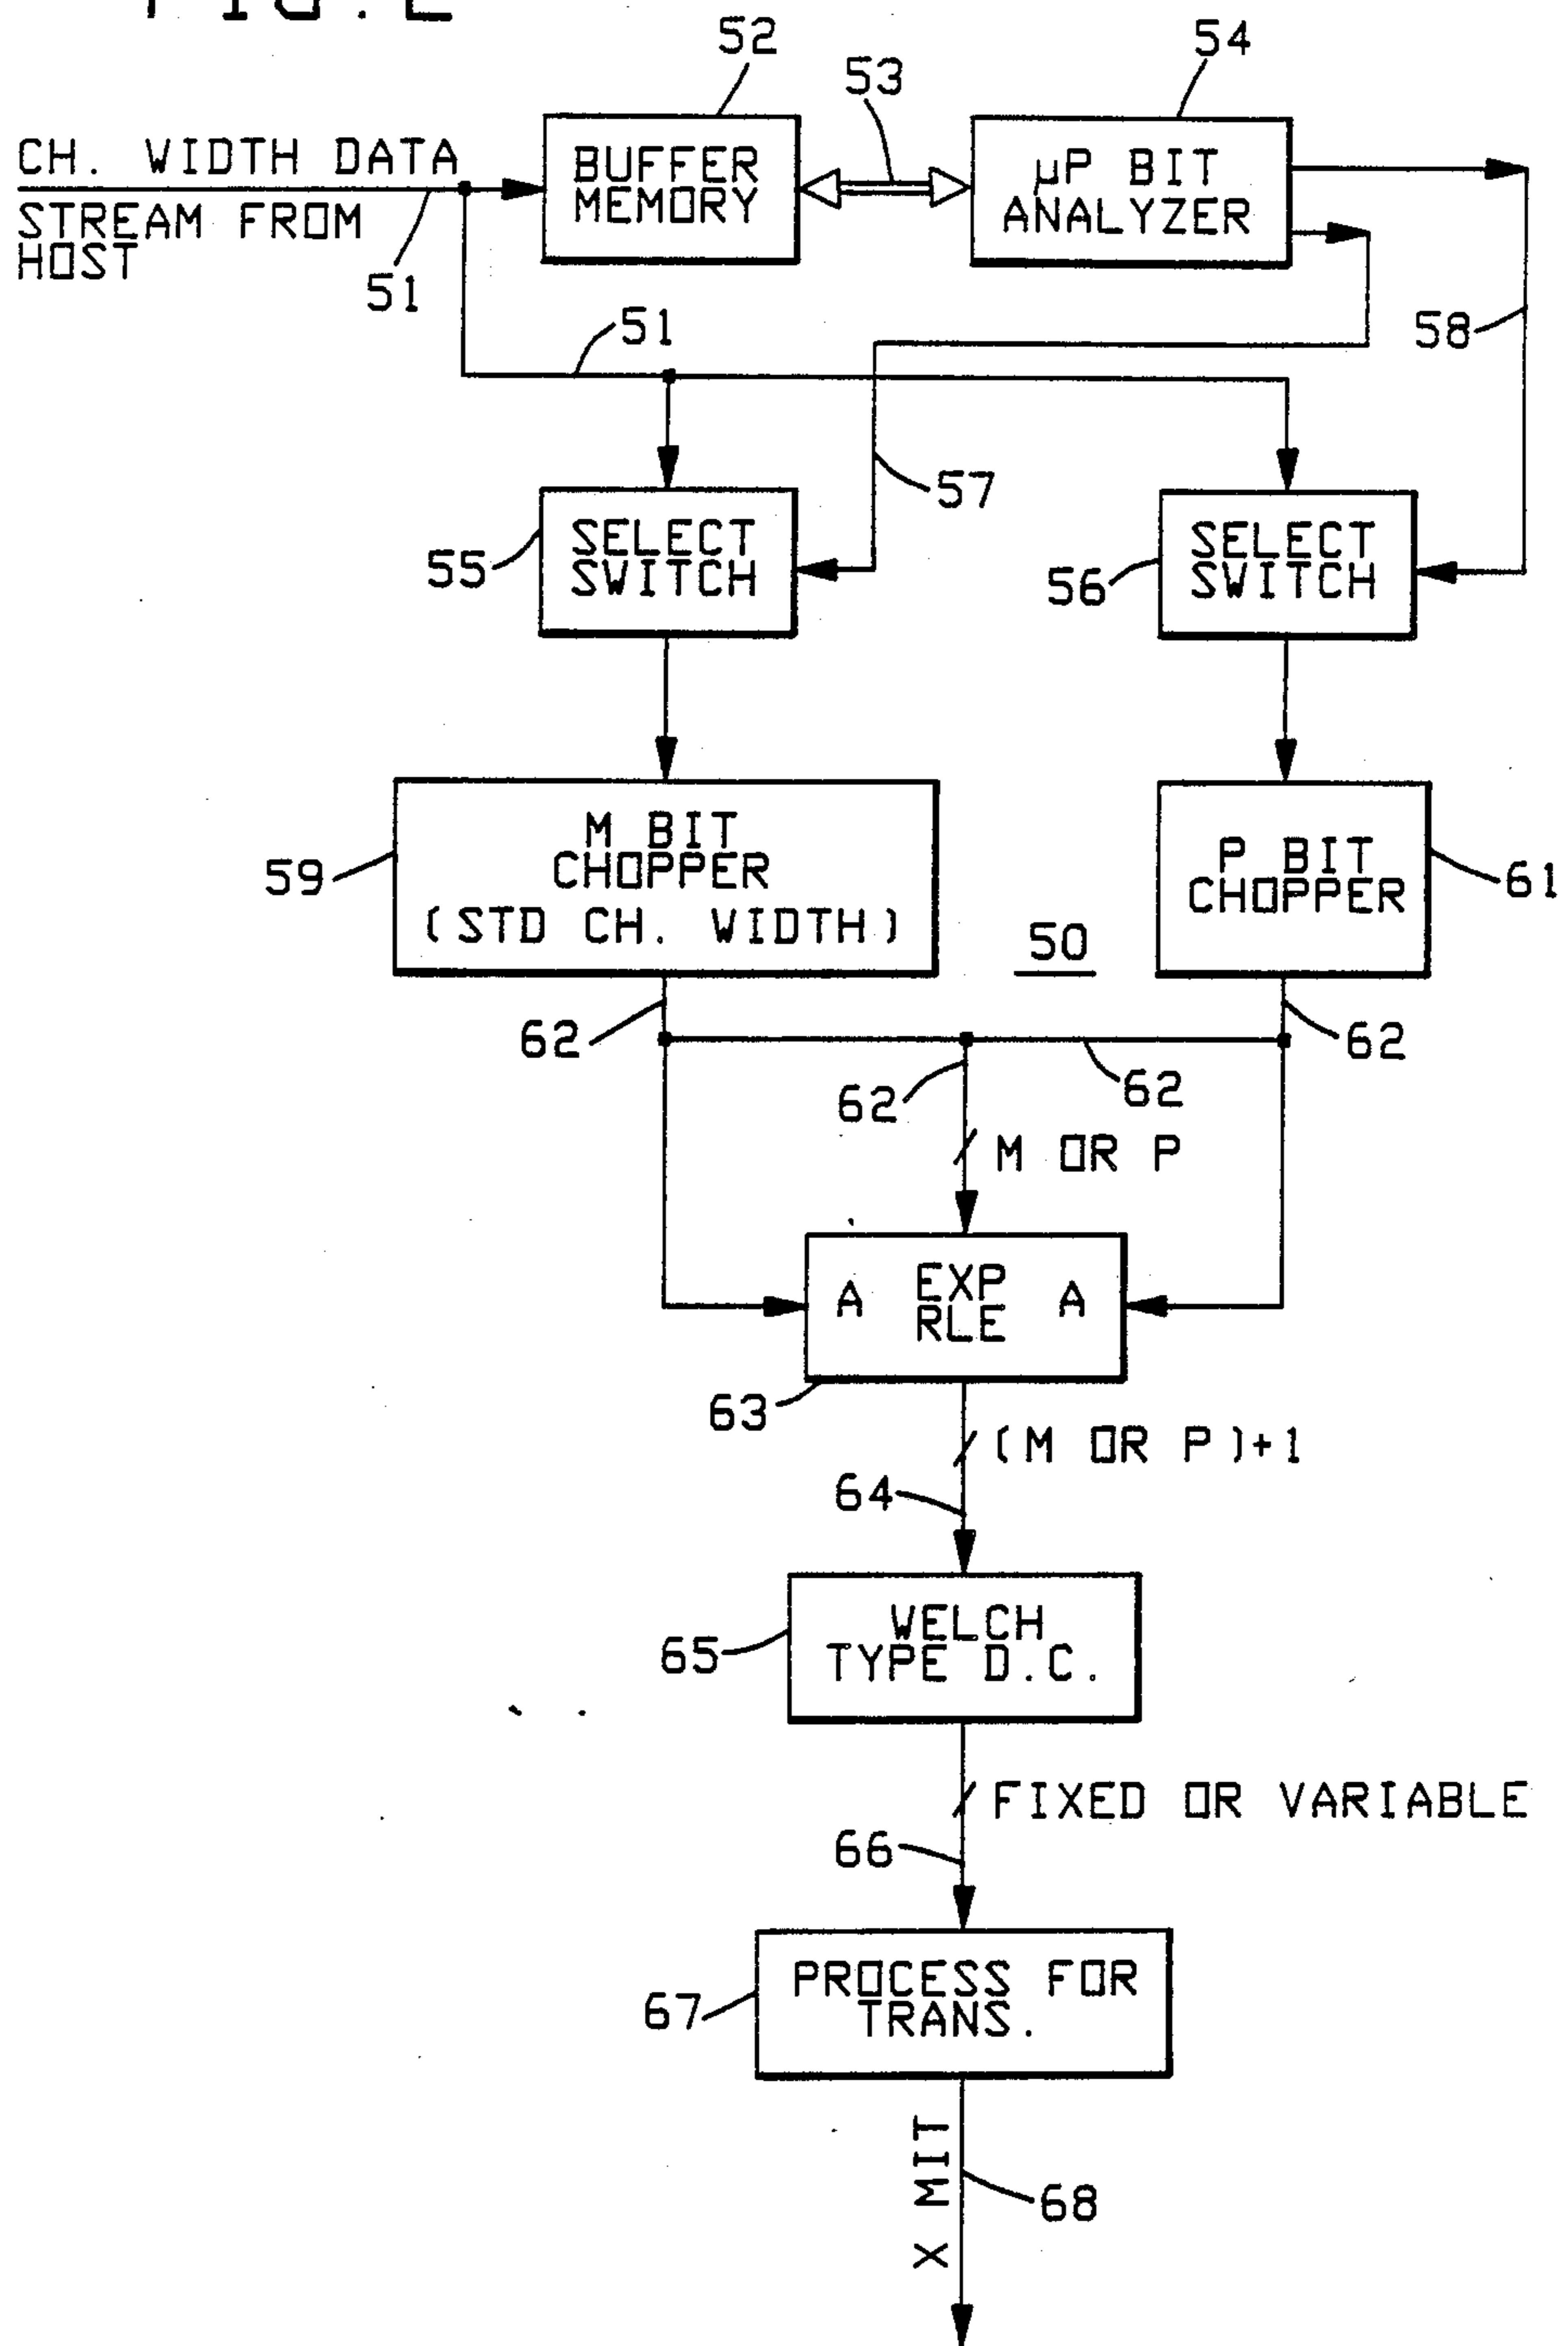 FIG. 2
52
53
54
CH. WIDTH DATA
STREAM FROM
HOST
51
BUFFER
MEMORY
µP BIT
ANALYZER
51
58
57
55
SELECT
SWITCH
56
SELECT
SWITCH
59
M BIT
CHOPPER
(STD CH. WIDTH)
50
P BIT
CHOPPER
61
62
62
62
62
M OR P
A
EXP
RLE
A
63
(M OR P)+1
64
65
WELCH
TYPE D.C.
FIXED OR VARIABLE
66
67
PROCESS FOR
TRANS.
X MIT
68